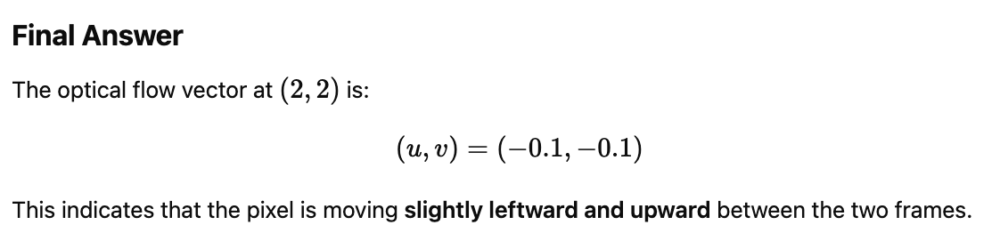 Final Answer
The optical flow vector at (2, 2) is:
(u, v) = (−0.1, −0.1)
This indicates that the pixel is moving slightly leftward and upward between the two frames.